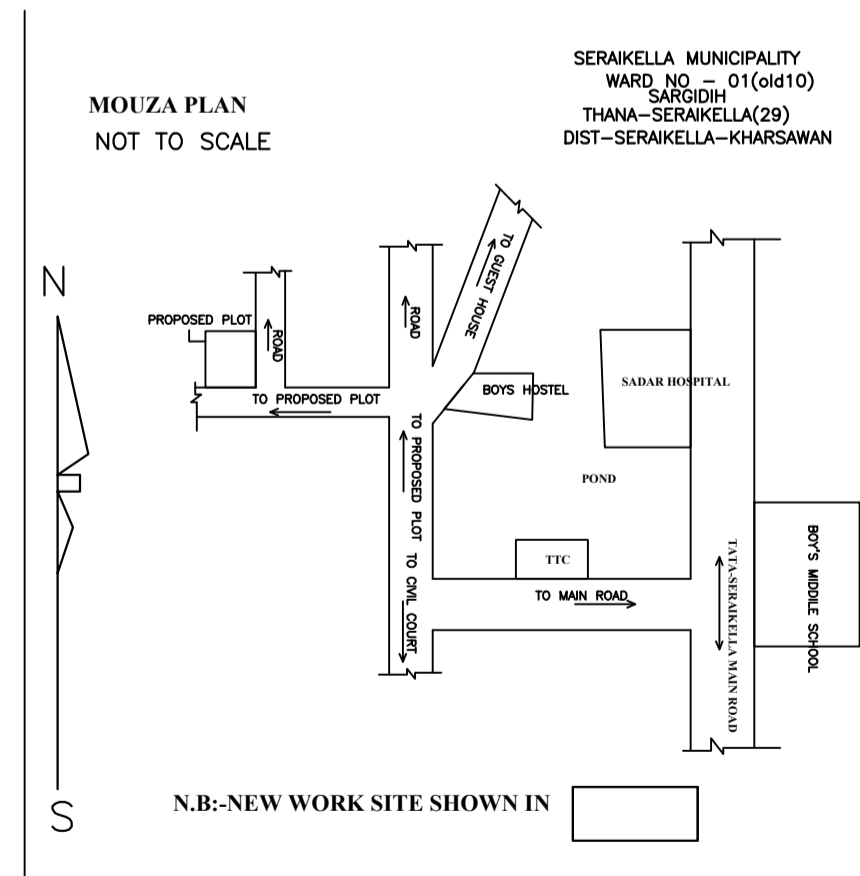 SERAIKELLA MUNICIPALITY
WARD NO - 01(old10)
SARGIDIH
THANA-SERAIKELLA(29)
DIST-SERAIKELLA-KHARSAWAN
MOUZA PLAN
NOT TO SCALE
N
PROPOSED PLOT
ROAD
ROAD
TO GUEST HOUSE
TO PROPOSED PLOT
BOYS HOSTEL
SADAR HOSPITAL
TO PROPOSED PLOT
TO CIVIL COURT
POND
TTC
TO MAIN ROAD
TATA-SERAIKELLA MAIN ROAD
BOY'S MIDDILE SCHOOL
S
N.B:-NEW WORK SITE SHOWN IN